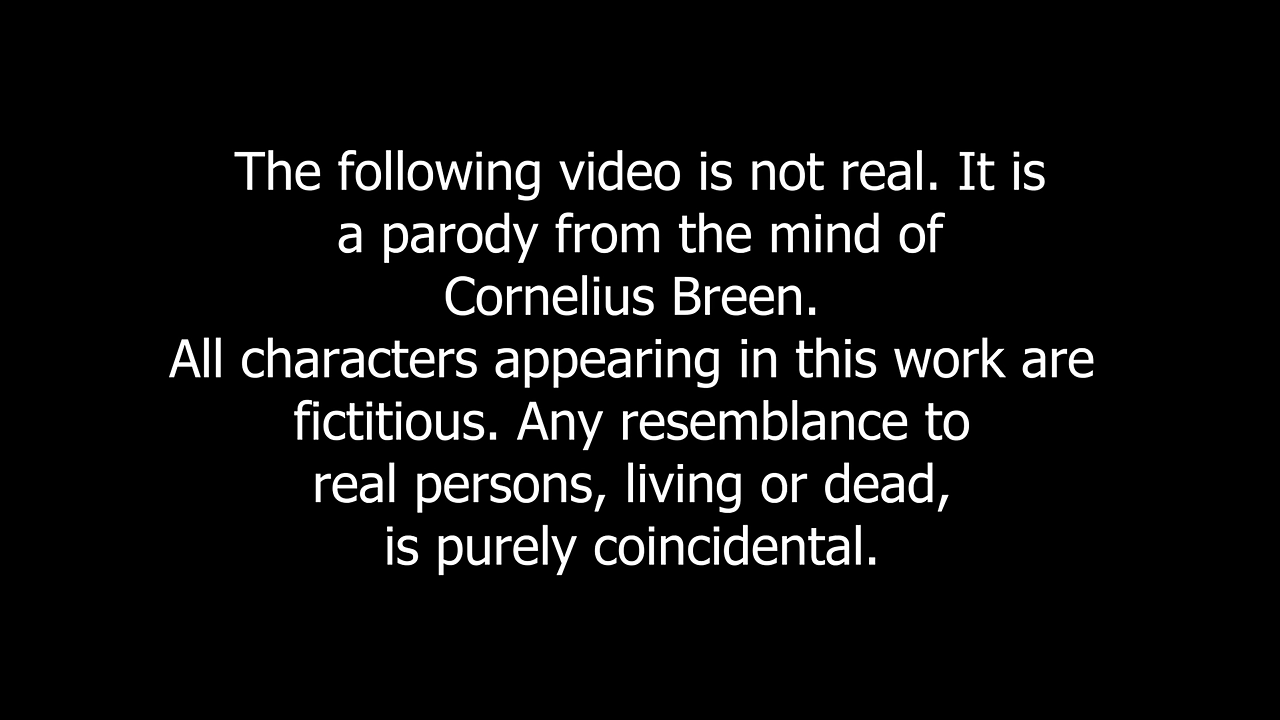 The following video is not real. It is
a parody from the mind of
Cornelius Breen.
All characters appearing in this work are
fictitious. Any resemblance to
real persons, living or dead,
is purely coincidental.